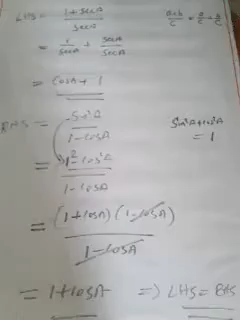 LHS = 1 + secA / secA    a+b / c = a/c + b/c
= 1 / secA + secA / secA
= cosA + 1
RHS = sin²A / 1 - cosA    sin²A + cos²A = 1
= 1² - cos²A / 1 - cosA
= (1 + cosA) (1 - cosA) / 1 - cosA
= 1 + cosA => LHS = RHS